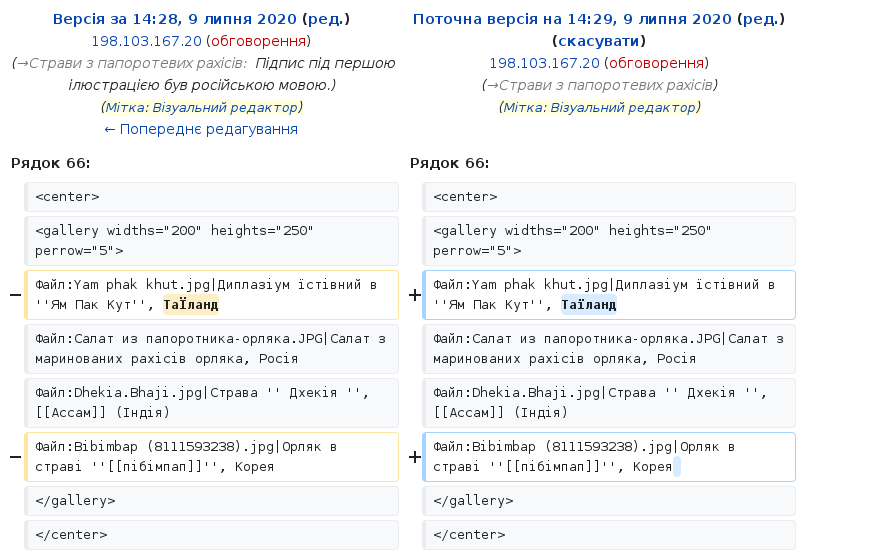 Версія за 14:28, 9 липня 2020 (ред.)
198.103.167.20 (обговорення)
(→Страви з папоротевих рахісів: Підпис під першою
ілюстрацією був російською мовою.)
(Мітка: Візуальний редактор)
← Попереднє редагування
Поточна версія на 14:29, 9 липня 2020 (ред.)
(скасувати)
198.103.167.20 (обговорення)
(→Страви з папоротевих рахісів)
(Мітка: Візуальний редактор)
Рядок 66:
Рядок 66:
<center>
<center>
<gallery widths="200" heights="250"
perrow="5">
<gallery widths="200" heights="250"
perrow="5">
− Файл:Yam phak khut.jpg|Диплазіум їстівний в
''Ям Пак Кут'', ТаЇланд
+ Файл:Yam phak khut.jpg|Диплазіум їстівний в
''Ям Пак Кут'', Таїланд
Файл:Салат из папоротника-орляка.JPG|Салат з
маринованих рахісів орляка, Росія
Файл:Салат из папоротника-орляка.JPG|Салат з
маринованих рахісів орляка, Росія
Файл:Dhekia.Bhaji.jpg|Страва '' Дхекія '',
[[Ассам]] (Індія)
Файл:Dhekia.Bhaji.jpg|Страва '' Дхекія '',
[[Ассам]] (Індія)
− Файл:Bibimbap (8111593238).jpg|Орляк в
страві ''[[пібімпап]]'', Корея
+ Файл:Bibimbap (8111593238).jpg|Орляк в
страві ''[[пібімпап]]'', Корея
</gallery>
</gallery>
</center>
</center>